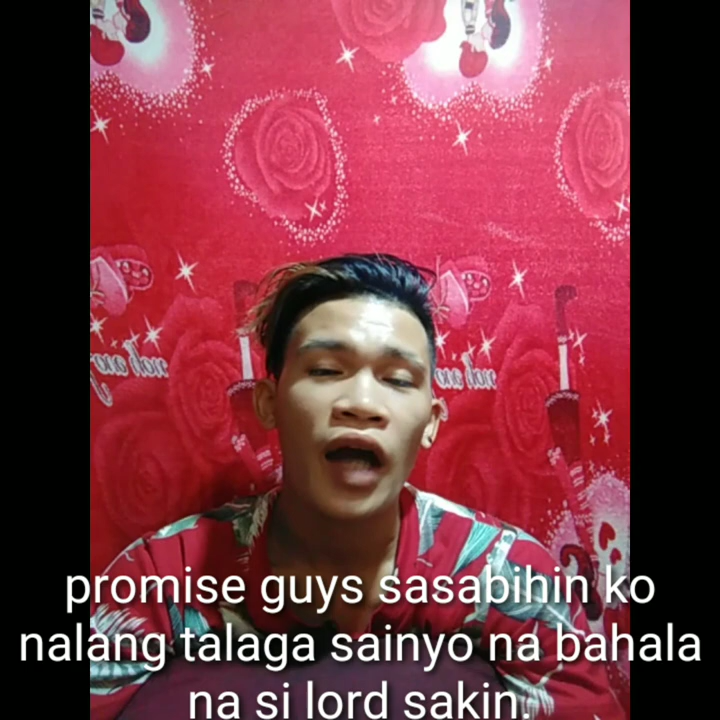 promise guys sasabihin ko
nalang talaga sainyo na bahala
na si lord sakin.